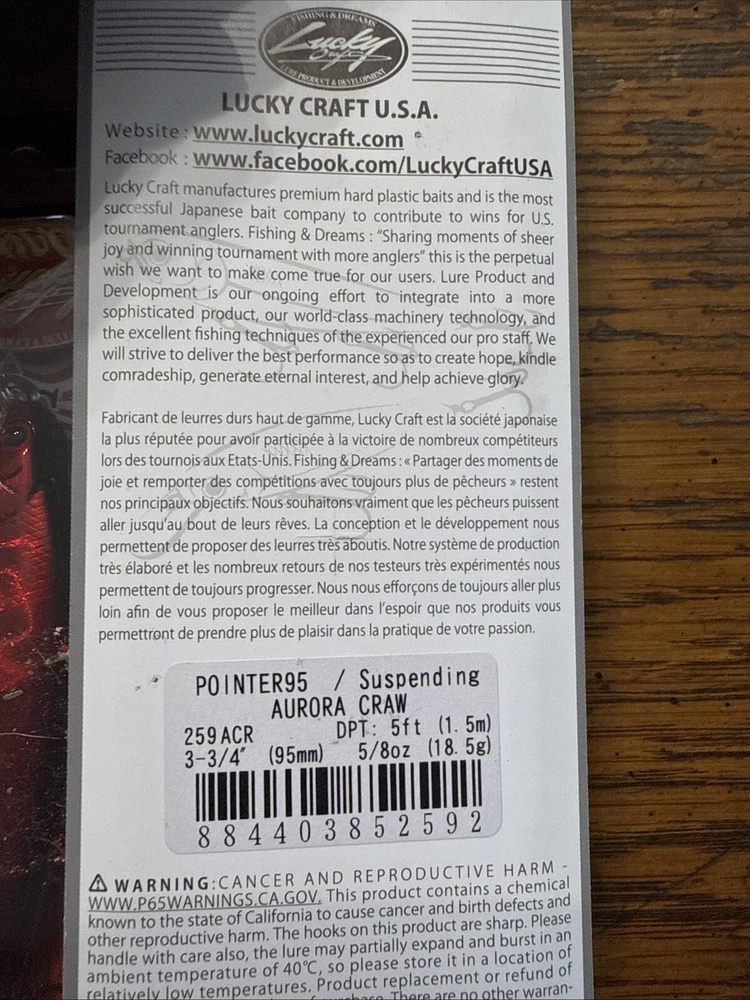 FISHING & DREAMS
Lucky
Craft
LURE PRODUCT & DEVELOPMENT
LUCKY CRAFT U.S.A.
Website : www.luckycraft.com
Facebook : www.facebook.com/LuckyCraftUSA
Lucky Craft manufactures premium hard plastic baits and is the most
successful Japanese bait company to contribute to wins for U.S.
tournament anglers. Fishing & Dreams : “Sharing moments of sheer
joy and winning tournament with more anglers” this is the perpetual
wish we want to make come true for our users. Lure Product and
Development is our ongoing effort to integrate into a more
sophisticated product, our world-class machinery technology, and
the excellent fishing techniques of the experienced our pro staff. We
will strive to deliver the best performance so as to create hope, kindle
comradeship, generate eternal interest, and help achieve glory.
Fabricant de leurres durs haut de gamme, Lucky Craft est la société japonaise
la plus réputée pour avoir participée à la victoire de nombreux compétiteurs
lors des tournois aux Etats-Unis. Fishing & Dreams : « Partager des moments de
joie et remporter des compétitions avec toujours plus de pêcheurs » restent
nos principaux objectifs. Nous souhaitons vraiment que les pêcheurs puissent
aller jusqu’au bout de leurs rêves. La conception et le développement nous
permettent de proposer des leurres très aboutis. Notre système de production
très élaboré et les nombreux retours de nos testeurs très expérimentés nous
permettent de toujours progresser. Nous nous efforçons de toujours aller plus
loin afin de vous proposer le meilleur dans l’espoir que nos produits vous
permettront de prendre plus de plaisir dans la pratique de votre passion.
POINTER95 / Suspending
AURORA CRAW
259ACR DPT: 5ft (1.5m)
3-3/4″ (95mm) 5/8oz (18.5g)
884403852592
⚠ WARNING:CANCER AND REPRODUCTIVE HARM -
WWW.P65WARNINGS.CA.GOV. This product contains a chemical
known to the state of California to cause cancer and birth defects and
other reproductive harm. The hooks on this product are sharp. Please
handle with care also, the lure may partially expand and burst in an
ambient temperature of 40℃, so please store it in a location of
relatively low temperatures. Product replacement or refund of
There are no other warran-